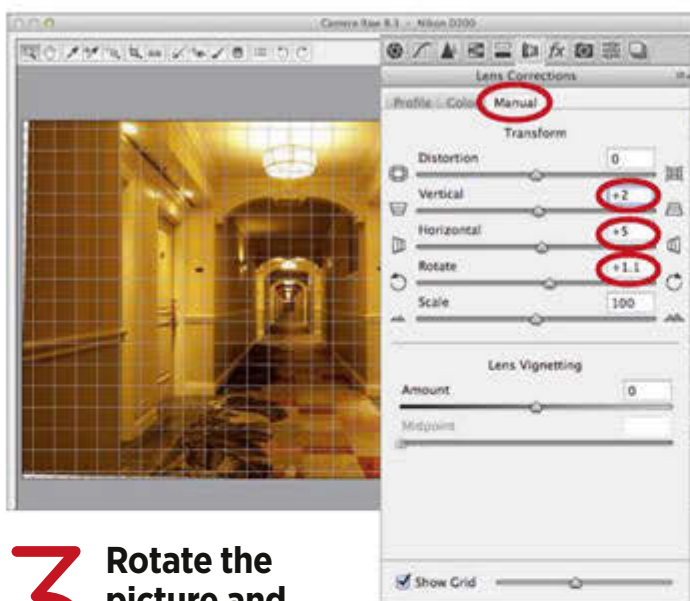 Camera Raw 8.3 - Nikon D200
Lens Corrections
Profile Color Manual
Transform
Distortion 0
Vertical +2
Horizontal +5
Rotate +1.1
Scale 100
Lens Vignetting
Amount 0
Midpoint
Show Grid
3 Rotate the
picture and